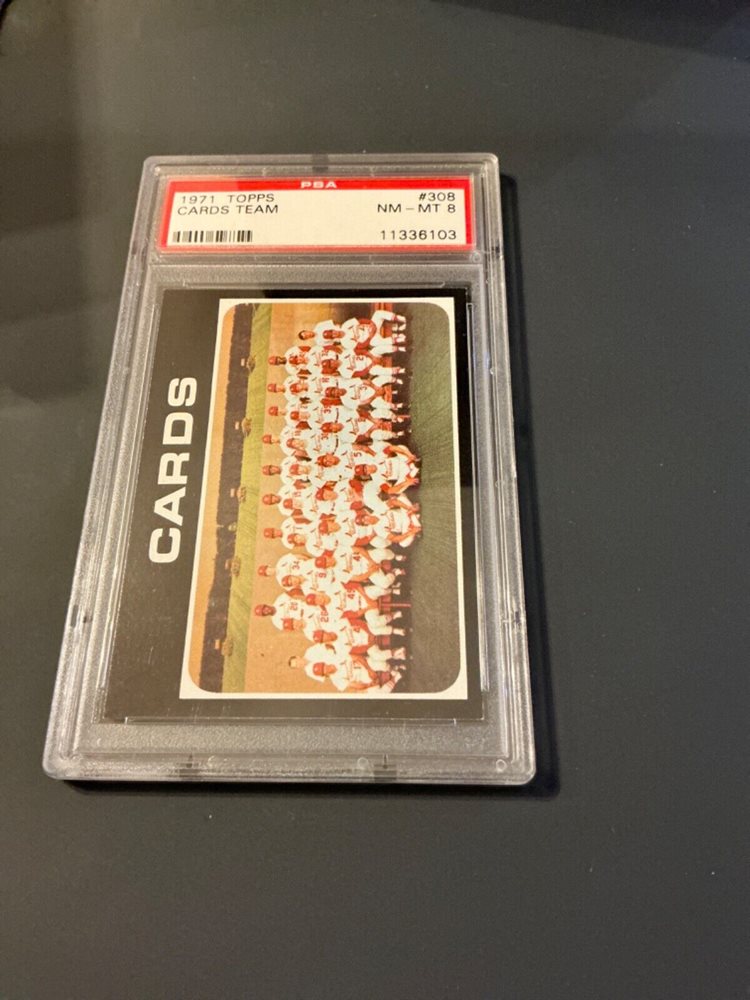 PSA
1971 TOPPS #308
CARDS TEAM NM - MT 8
11336103
CARDS